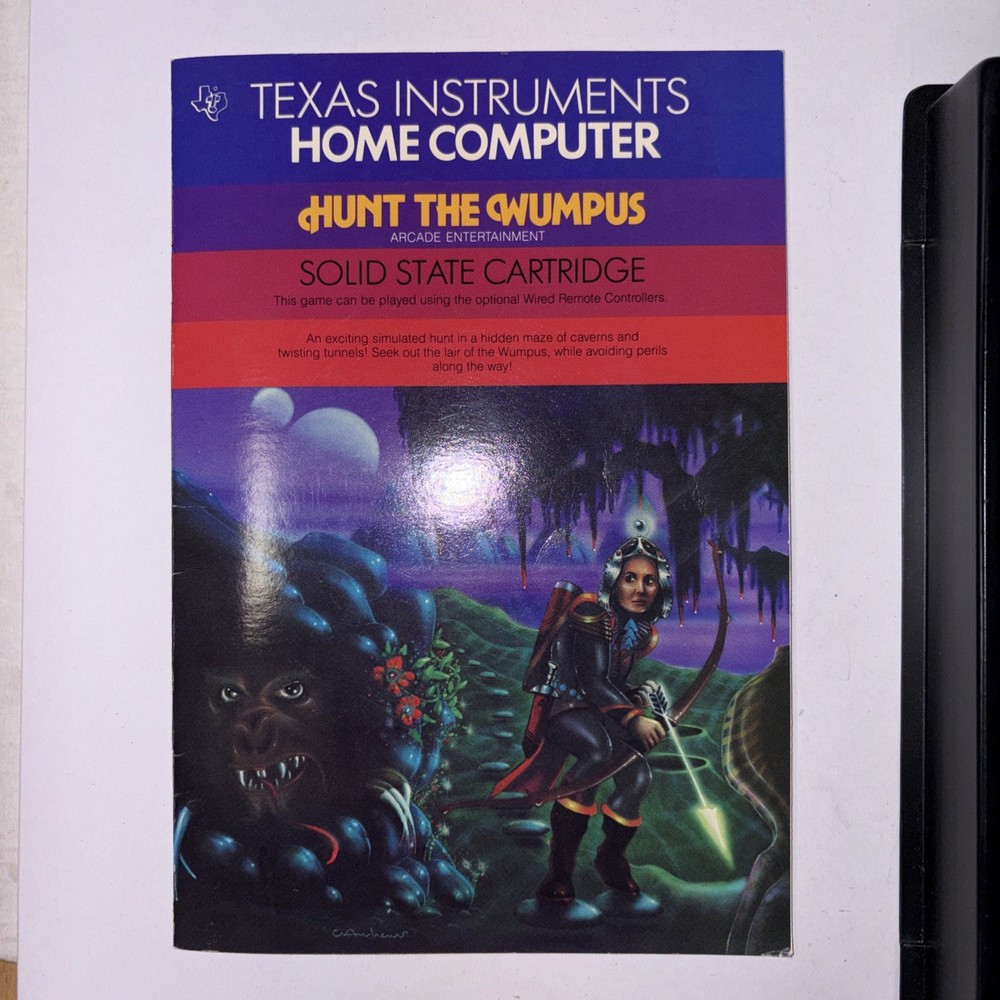 TEXAS INSTRUMENTS
HOME COMPUTER
HUNT THE WUMPUS
ARCADE ENTERTAINMENT
SOLID STATE CARTRIDGE
This game can be played using the optional Wired Remote Controllers.
An exciting simulated hunt in a hidden maze of caverns and
twisting tunnels! Seek out the lair of the Wumpus, while avoiding perils
along the way!